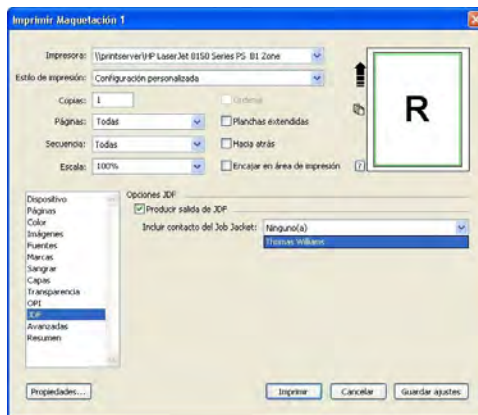 Imprimir Maquetación 1
Impresora: \\printserver\HP LaserJet 8150 Series PS B1 Zone
Estilo de impresión: Configuración personalizada
Copias: 1 Ordenar
Páginas: Todas Planchas extendidas
Secuencia: Todas Hacia atrás
Escala: 100% Encajar en área de impresión ?
R
Dispositivo
Páginas
Color
Imágenes
Fuentes
Marcas
Sangrar
Capas
Transparencia
OPI
JDF
Avanzadas
Resumen
Opciones JDF
Producir salida de JDF
Incluir contacto del Job Jacket: Ninguno(a)
Thomas Williams
Propiedades... Imprimir Cancelar Guardar ajustes